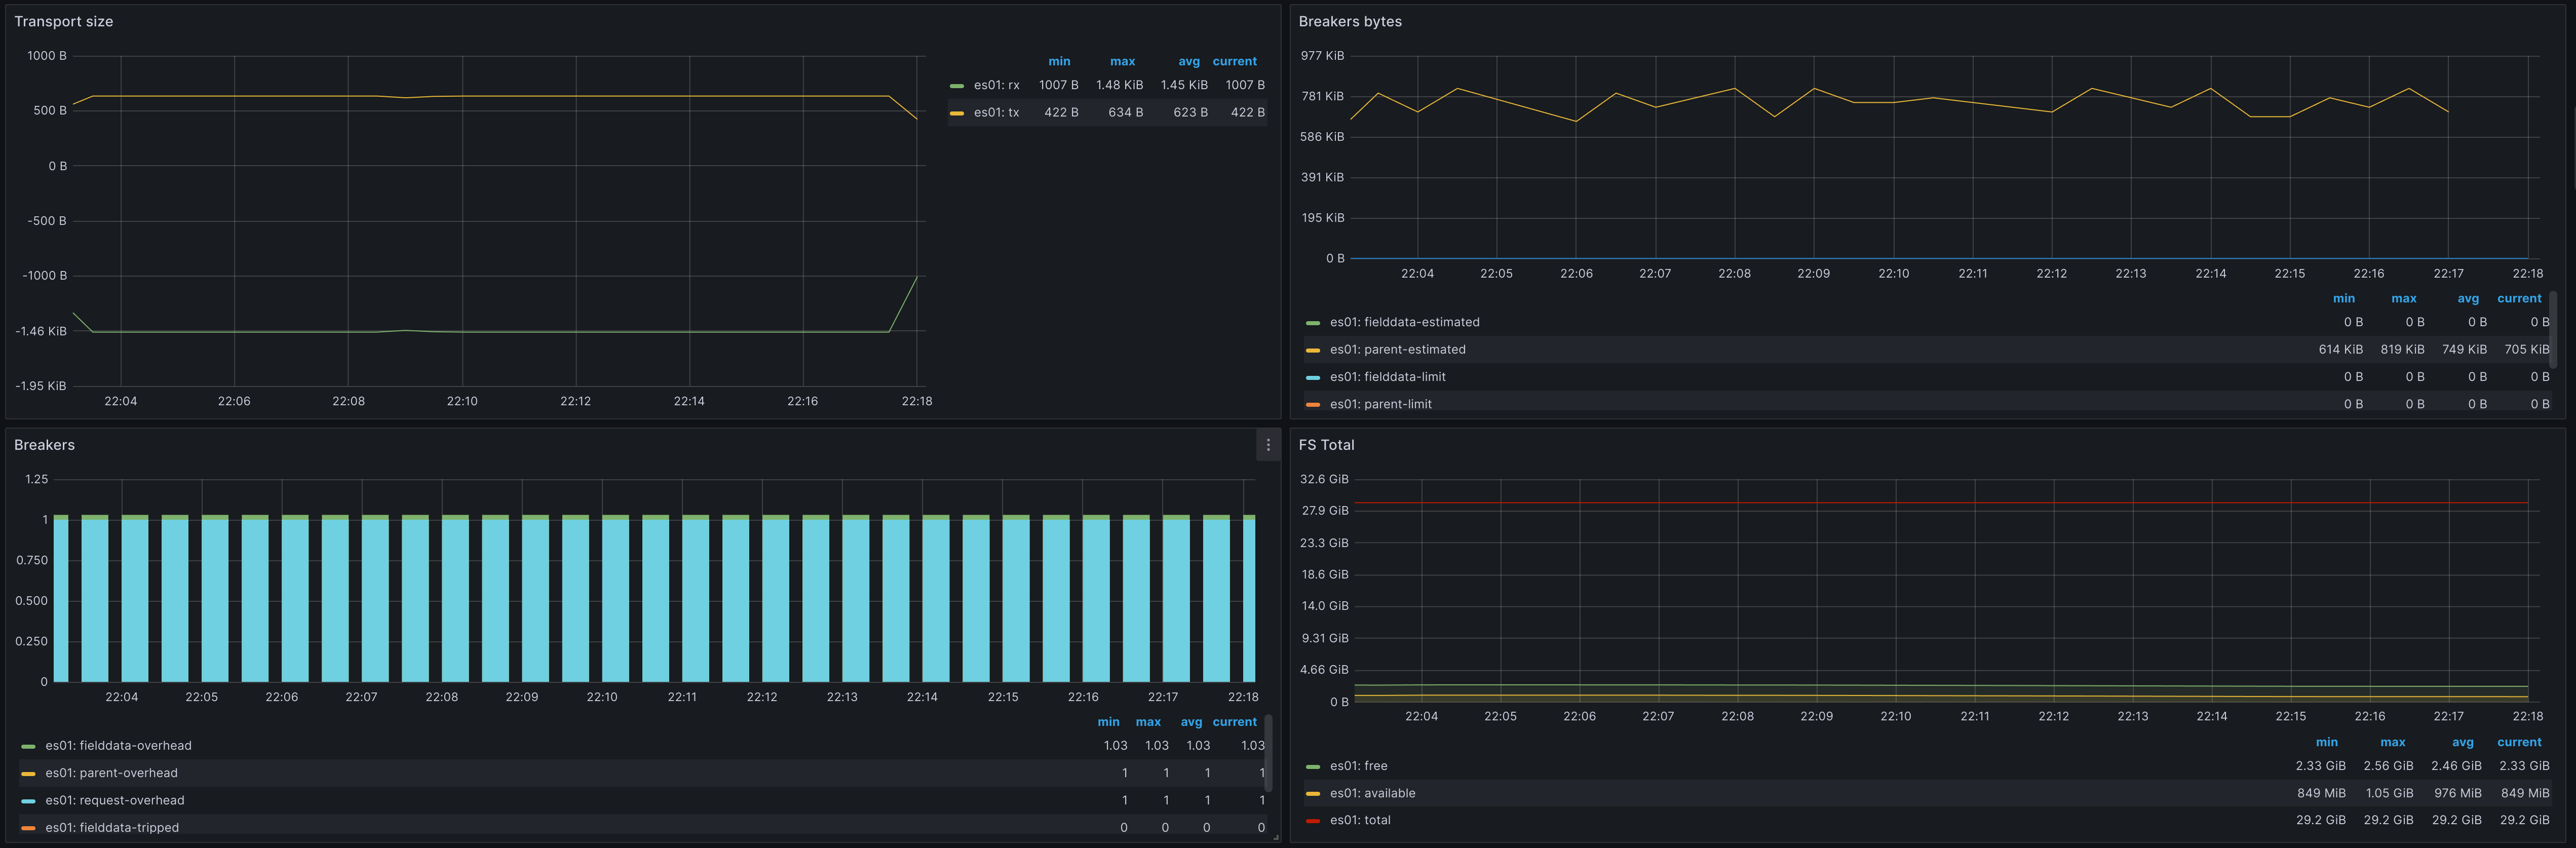 Transport size
1000 B
500 B
0 B
-500 B
-1000 B
-1.46 KiB
-1.95 KiB
22:04 22:06 22:08 22:10 22:12 22:14 22:16 22:18
min max avg current
es01: rx 1007 B 1.48 KiB 1.45 KiB 1007 B
es01: tx 422 B 634 B 623 B 422 B
Breakers bytes
977 KiB
781 KiB
586 KiB
391 KiB
195 KiB
0 B
22:04 22:05 22:06 22:07 22:08 22:09 22:10 22:11 22:12 22:13 22:14 22:15 22:16 22:17 22:18
min max avg current
es01: fielddata-estimated 0 B 0 B 0 B 0 B
es01: parent-estimated 614 KiB 819 KiB 749 KiB 705 KiB
es01: fielddata-limit 0 B 0 B 0 B 0 B
es01: parent-limit 0 B 0 B 0 B 0 B
Breakers
1.25
1
0.750
0.500
0.250
0
22:04 22:05 22:06 22:07 22:08 22:09 22:10 22:11 22:12 22:13 22:14 22:15 22:16 22:17 22:18
min max avg current
es01: fielddata-overhead 1.03 1.03 1.03 1.03
es01: parent-overhead 1 1 1 1
es01: request-overhead 1 1 1 1
es01: fielddata-tripped 0 0 0 0
FS Total
32.6 GiB
27.9 GiB
23.3 GiB
18.6 GiB
14.0 GiB
9.31 GiB
4.66 GiB
0 B
22:04 22:05 22:06 22:07 22:08 22:09 22:10 22:11 22:12 22:13 22:14 22:15 22:16 22:17 22:18
min max avg current
es01: free 2.33 GiB 2.56 GiB 2.46 GiB 2.33 GiB
es01: available 849 MiB 1.05 GiB 976 MiB 849 MiB
es01: total 29.2 GiB 29.2 GiB 29.2 GiB 29.2 GiB